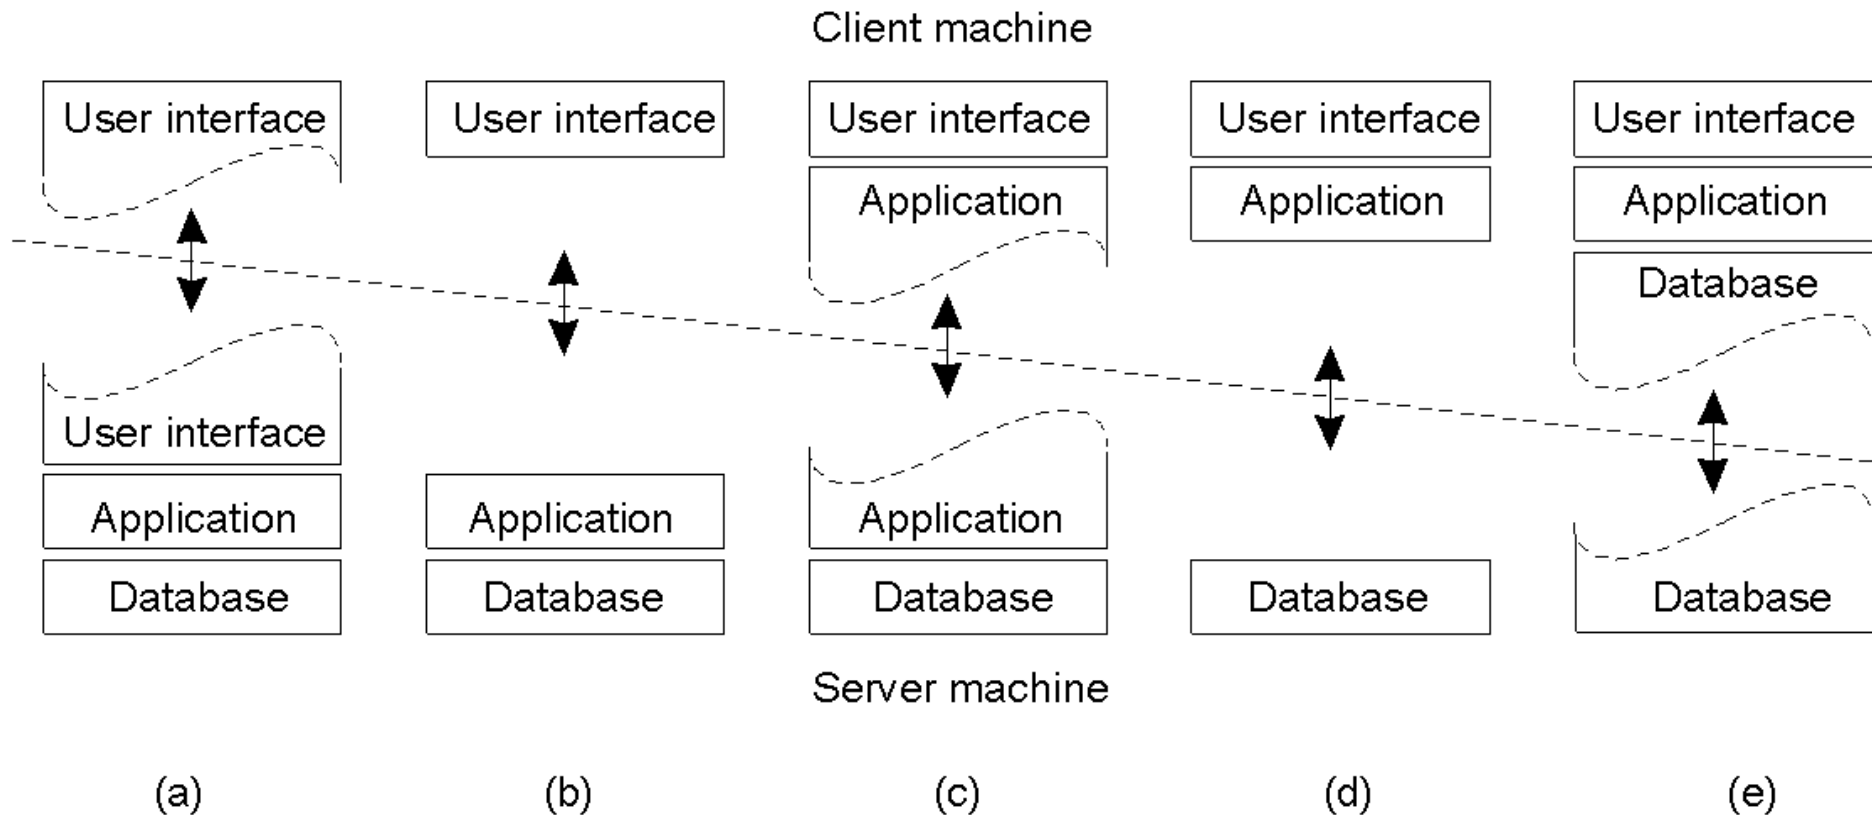 Client machine
User interface
User interface
User interface
User interface
User interface
Application
Application
Application
Database
User interface
Application
Application
Application
Database
Database
Database
Database
Database
Server machine
(a)
(b)
(c)
(d)
(e)